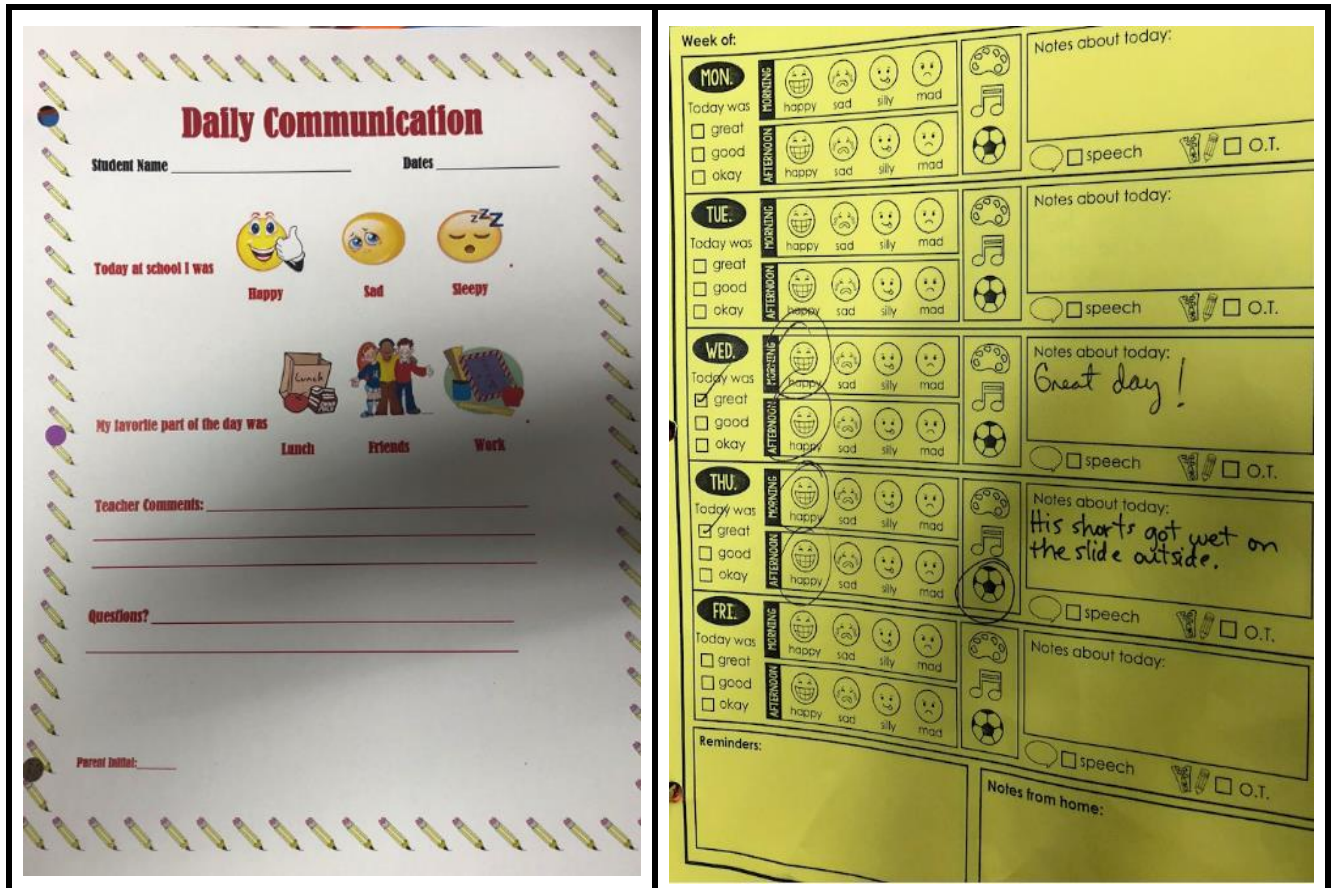 Daily Communication
Student Name Dates
Today at school I was
Happy Sad Sleepy
zzZ
Lunch
My favorite part of the day was
Lunch Friends Work
Teacher Comments:
Questions?
Parent Initial:
Week of:
MON.
Today was
great
good
okay
MORNING
happy sad silly mad
AFTERNOON
happy sad silly mad
Notes about today:
speech O.T.
TUE.
Today was
great
good
okay
MORNING
happy sad silly mad
AFTERNOON
happy sad silly mad
Notes about today:
speech O.T.
WED.
Today was
great
good
okay
MORNING
happy sad silly mad
AFTERNOON
happy sad silly mad
Notes about today:
Great day!
speech O.T.
THU.
Today was
great
good
okay
MORNING
happy sad silly mad
AFTERNOON
happy sad silly mad
Notes about today:
His shorts got wet on
the slide outside.
speech O.T.
FRI.
Today was
great
good
okay
MORNING
happy sad silly mad
AFTERNOON
happy sad silly mad
Notes about today:
speech O.T.
Reminders:
Notes from home: